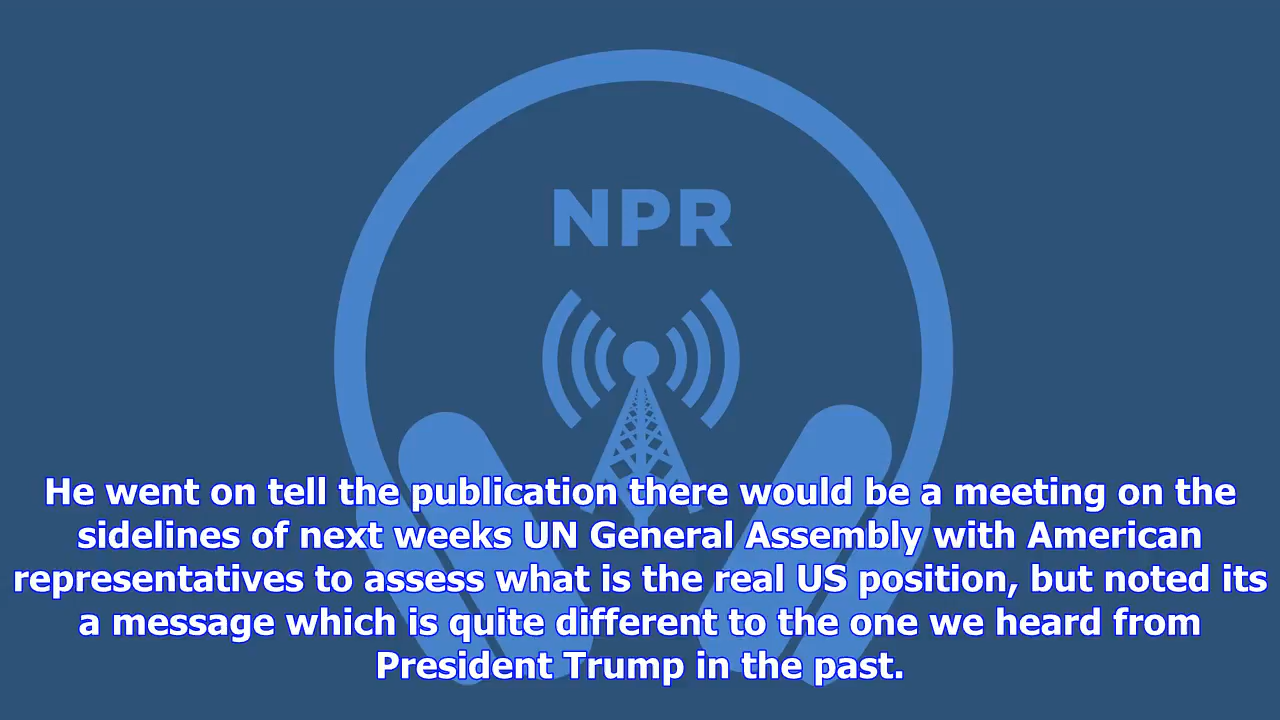 NPR
He went on tell the publication there would be a meeting on the
sidelines of next weeks UN General Assembly with American
representatives to assess what is the real US position, but noted its
a message which is quite different to the one we heard from
President Trump in the past.